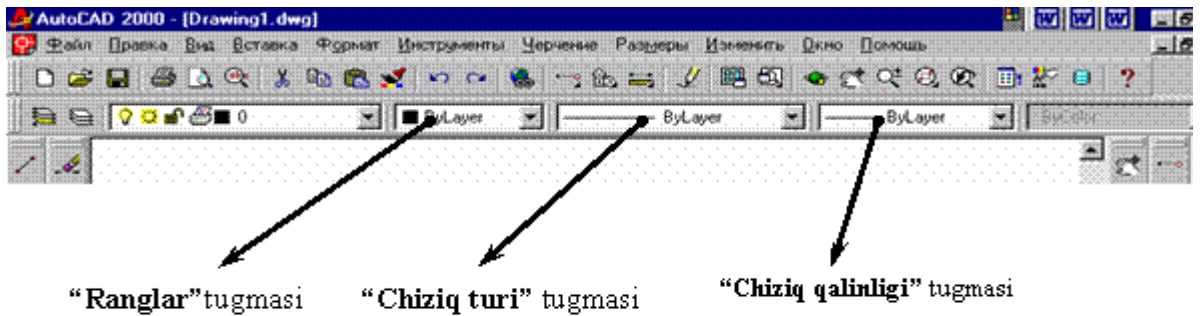 AutoCAD 2000 - [Drawing1.dwg]
Файл Правка Вид Вставка Формат Инструменты Черчение Размеры Изменить Окно Помощь
0 ByLayer ByLayer ByLayer ByColor
“Ranglar”tugmasi “Chiziq turi” tugmasi “Chiziq qalinligi” tugmasi